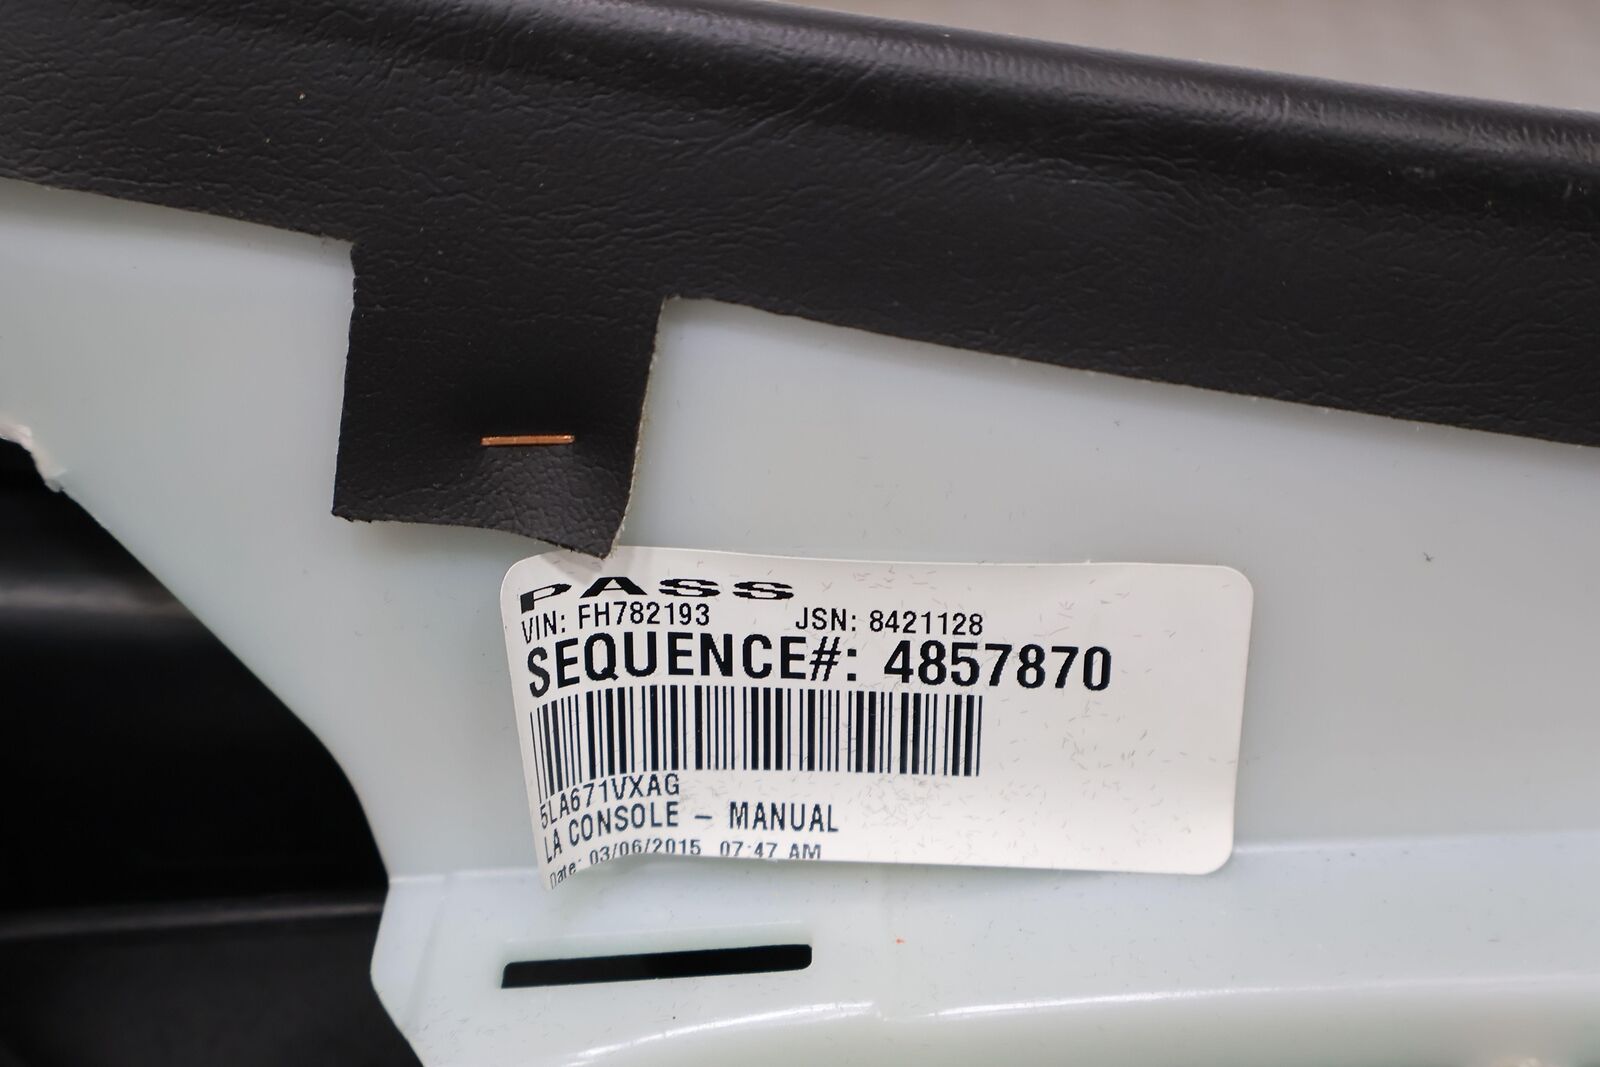 PASS
VIN: FH782193 JSN: 8421128
SEQUENCE#: 4857870
5LA671VXAG
LA CONSOLE - MANUAL
Date: 03/06/2015 07:47 AM